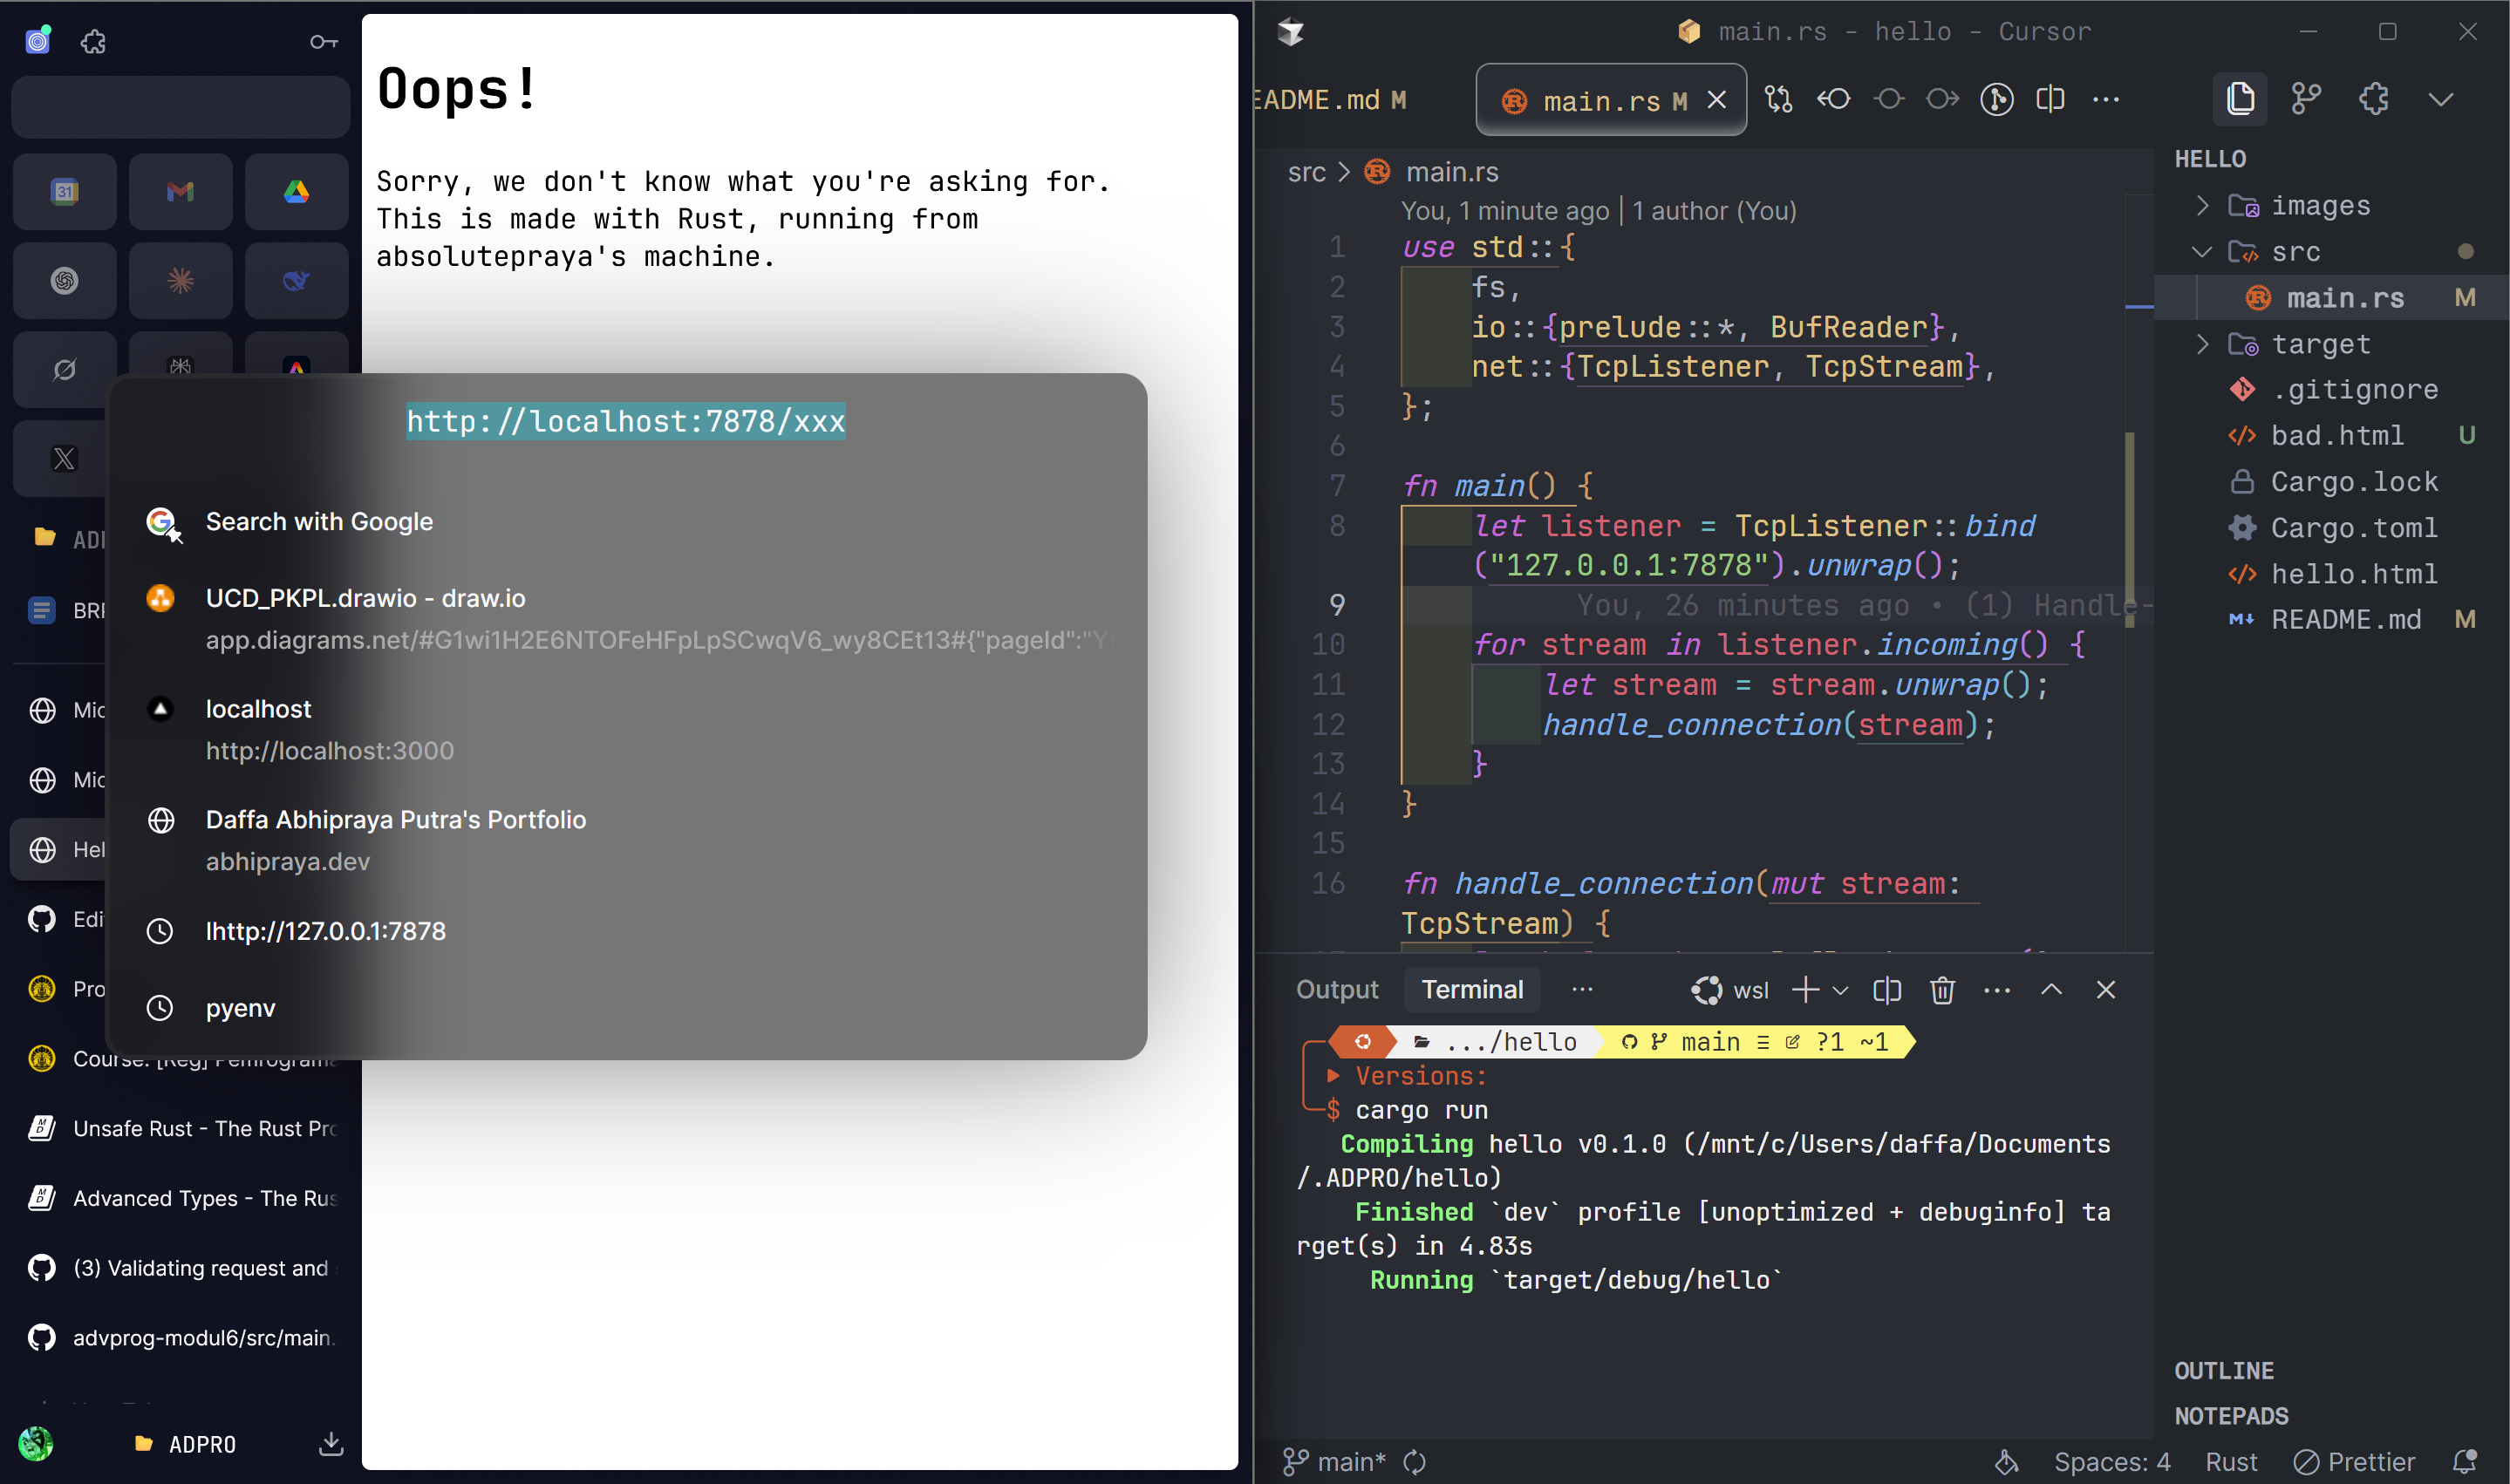 31
ADP
BRP
Mic
Mic
Hel
Edi
Pro
Course: [Reg] Pemrograma
Unsafe Rust - The Rust Pro
Advanced Types - The Rus
(3) Validating request and
advprog-modul6/src/main.
ADPRO
Oops!
Sorry, we don't know what you're asking for.
This is made with Rust, running from
absolutepraya's machine.
http://localhost:7878/xxx
Search with Google
UCD_PKPL.drawio - draw.io
app.diagrams.net/#G1wi1H2E6NTOFeHFpLpSCwqV6_wy8CEt13#{"pageId":"Y
localhost
http://localhost:3000
Daffa Abhipraya Putra's Portfolio
abhipraya.dev
lhttp://127.0.0.1:7878
pyenv
main.rs - hello - Cursor
EADME.md M
main.rs M
src > main.rs
You, 1 minute ago | 1 author (You)
1 use std::{
2 fs,
3 io::{prelude::*, BufReader},
4 net::{TcpListener, TcpStream},
5 };
6
7 fn main() {
8 let listener = TcpListener::bind
("127.0.0.1:7878").unwrap();
9 You, 26 minutes ago • (1) Handle-
10 for stream in listener.incoming() {
11 let stream = stream.unwrap();
12 handle_connection(stream);
13 }
14 }
15
16 fn handle_connection(mut stream:
TcpStream) {
Output Terminal ... wsl
.../hello main ≡ ?1 ~1
Versions:
$ cargo run
Compiling hello v0.1.0 (/mnt/c/Users/daffa/Documents
/.ADPRO/hello)
Finished `dev` profile [unoptimized + debuginfo] ta
rget(s) in 4.83s
Running `target/debug/hello`
HELLO
images
src
main.rs M
target
.gitignore
bad.html U
Cargo.lock
Cargo.toml
hello.html
README.md M
OUTLINE
NOTEPADS
main* Spaces: 4 Rust Prettier